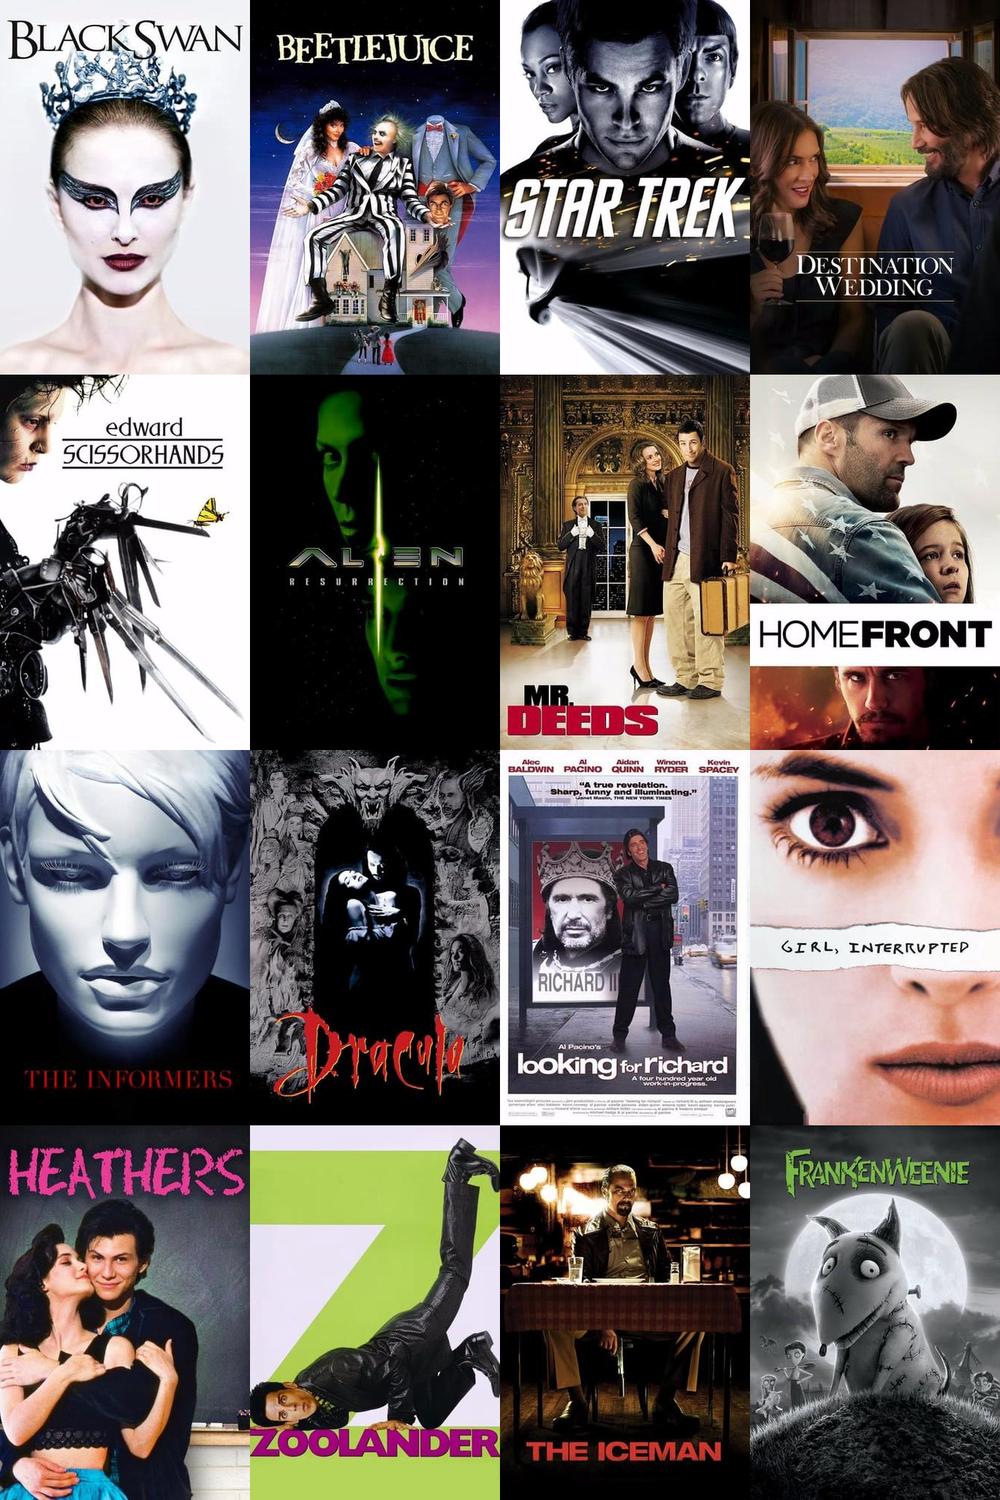 BLACK SWAN
BEETLEJUICE
STAR TREK
DESTINATION
WEDDING
edward
SCISSORHANDS
ALIEN
RESURRECTION
MR.
DEEDS
HOMEFRONT
THE INFORMERS
Dracula
Alec BALDWIN Al PACINO Aidan QUINN Winona RYDER Kevin SPACEY
"A true revelation.
Sharp, funny and illuminating."
-Janet Maslin, THE NEW YORK TIMES
RICHARD III
Al Pacino's
looking for richard
A four hundred year old
work-in-progress.
GIRL, INTERRUPTED
HEATHERS
Z
ZOOLANDER
THE ICEMAN
FRANKENWEENIE